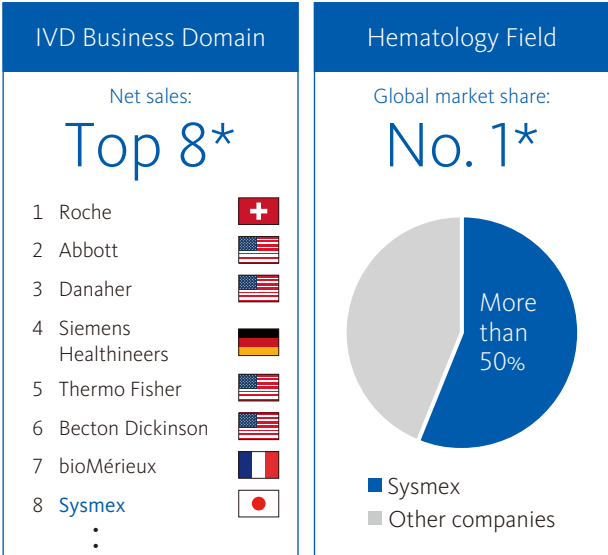 IVD Business Domain
Net sales:
Top 8*
1 Roche
2 Abbott
3 Danaher
4 Siemens
Healthineers
5 Thermo Fisher
6 Becton Dickinson
7 bioMérieux
8 Sysmex
:
Hematology Field
Global market share:
No. 1*
More
than
50%
Sysmex
Other companies